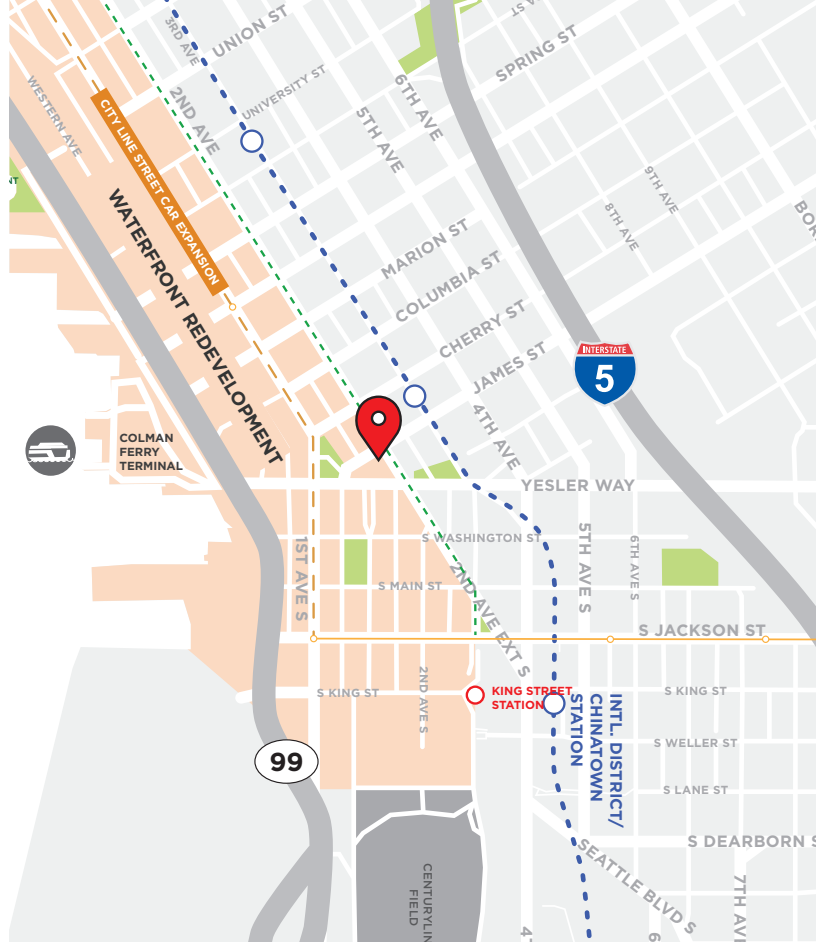 UNION ST
3RD AVE
SPRING ST
UNIVERSITY ST
6TH AVE
2ND AVE
5TH AVE
WESTERN AVE
CITY LINE STREET CAR EXPANSION
WATERFRONT REDEVELOPMENT
9TH AVE
8TH AVE
MARION ST
COLUMBIA ST
CHERRY ST
JAMES ST
INTERSTATE
5
4TH AVE
COLMAN
FERRY
TERMINAL
YESLER WAY
1ST AVE S
S WASHINGTON ST
5TH AVE S
6TH AVE S
S MAIN ST
2ND AVE EXT S
S JACKSON ST
S KING ST
2ND AVE S
KING STREET
STATION
S KING ST
INTL. DISTRICT/
CHINATOWN
STATION
S WELLER ST
99
S LANE ST
S DEARBORN S
SEATTLE BLVD S
CENTURYLIN
FIELD
7TH AV